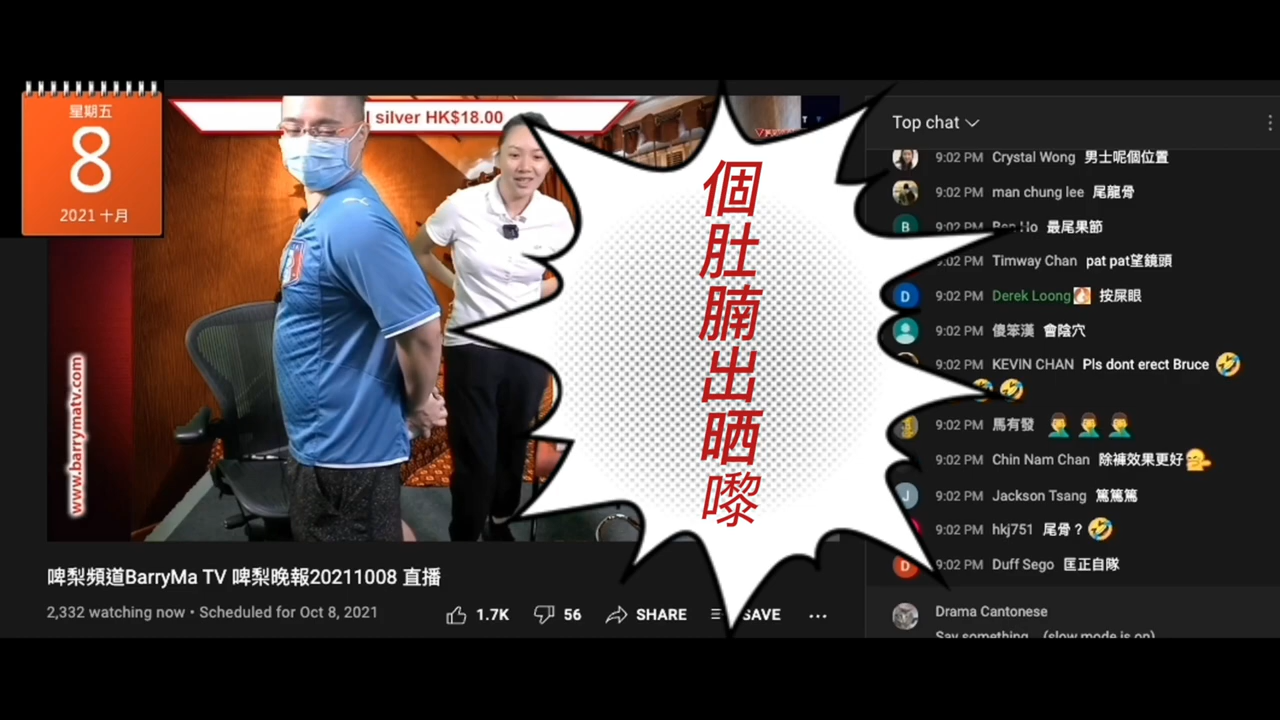 星期五
8
2021 十月
l silver HK$18.00
www.barrymatv.com
個肚腩出晒嚟
啤梨頻道BarryMa TV 啤梨晚報20211008 直播
2,332 watching now • Scheduled for Oct 8, 2021
1.7K 56 SHARE SAVE
Top chat
9:02 PM Crystal Wong 男士呢個位置
9:02 PM man chung lee 尾龍骨
B 9:02 PM Ben Ho 最尾果節
9:02 PM Timway Chan pat pat望鏡頭
D 9:02 PM Derek Loong 按屎眼
9:02 PM 傻笨漢 會陰穴
9:02 PM KEVIN CHAN Pls dont erect Bruce 🤣
🤣 🤣
9:02 PM 馬有發 🤦‍♂️ 🤦‍♂️ 🤦‍♂️
9:02 PM Chin Nam Chan 除褲效果更好
J 9:02 PM Jackson Tsang 篤篤篤
9:02 PM hkj751 尾骨？🤣
D 9:02 PM Duff Sego 匡正自隊
Drama Cantonese
Say something... (slow mode is on)